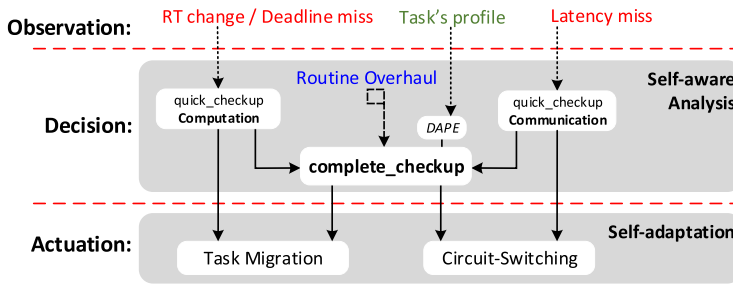 Observation:
RT change / Deadline miss
Task's profile
Latency miss
Routine Overhaul
Self-aware
Analysis
quick_checkup
Computation
quick_checkup
Communication
Decision:
DAPE
complete_checkup
Self-adaptation
Actuation:
Task Migration
Circuit-Switching